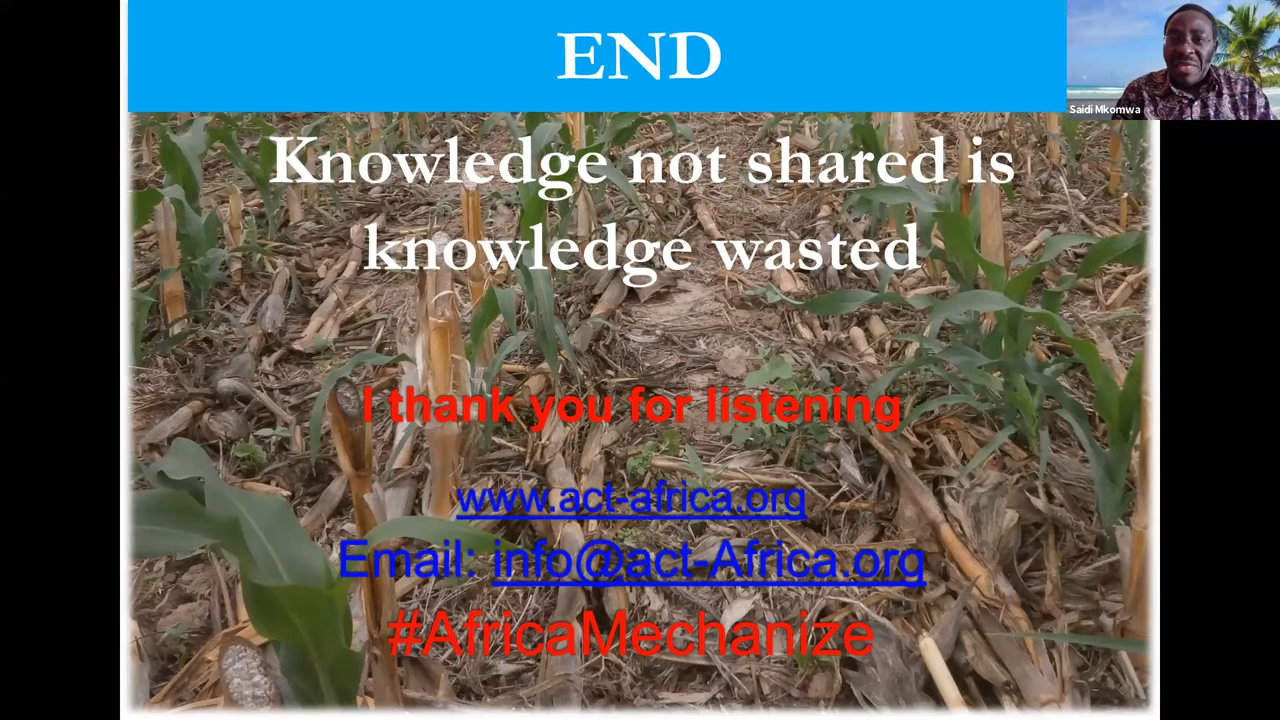 END
Saidi Mkomwa
Knowledge not shared is
knowledge wasted
I thank you for listening
www.act-africa.org
Email: info@act-Africa.org
#AfricaMechanize